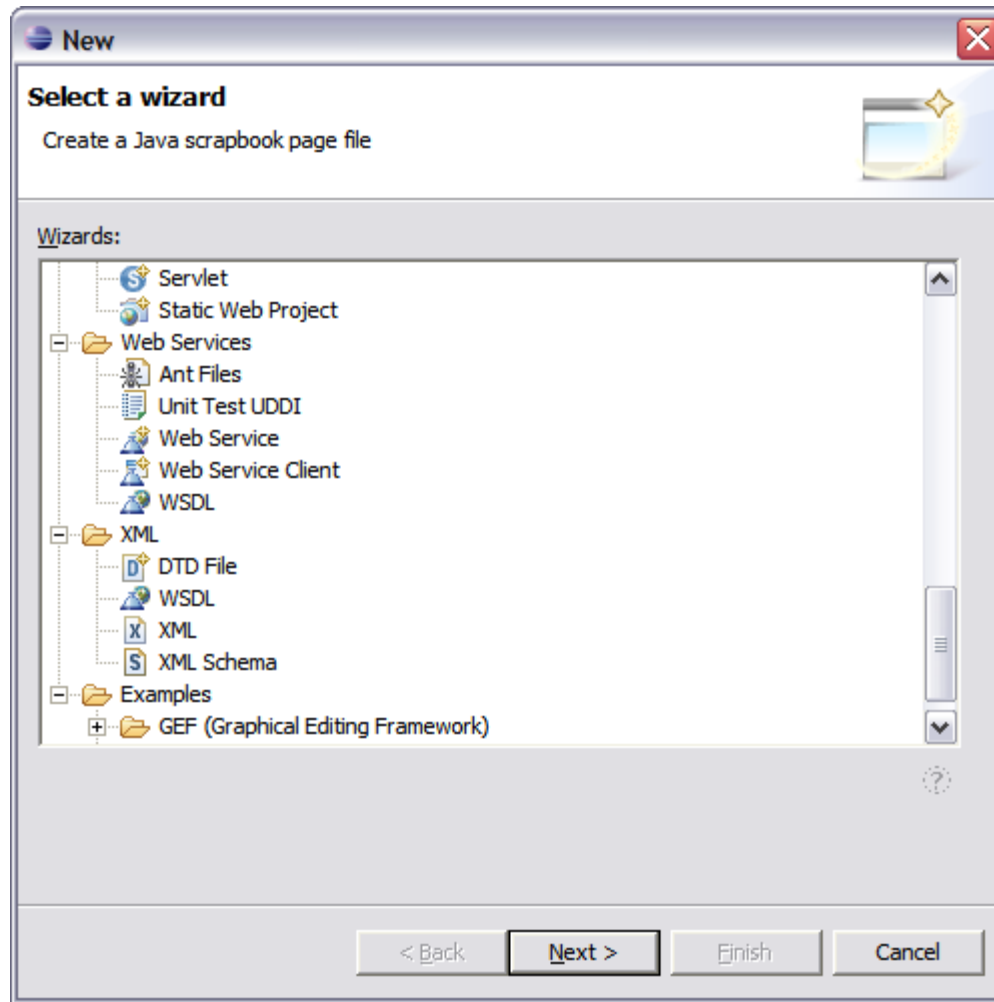 New
Select a wizard
Create a Java scrapbook page file
Wizards:
Servlet
Static Web Project
Web Services
Ant Files
Unit Test UDDI
Web Service
Web Service Client
WSDL
XML
DTD File
WSDL
XML
XML Schema
Examples
GEF (Graphical Editing Framework)
< Back Next > Finish Cancel